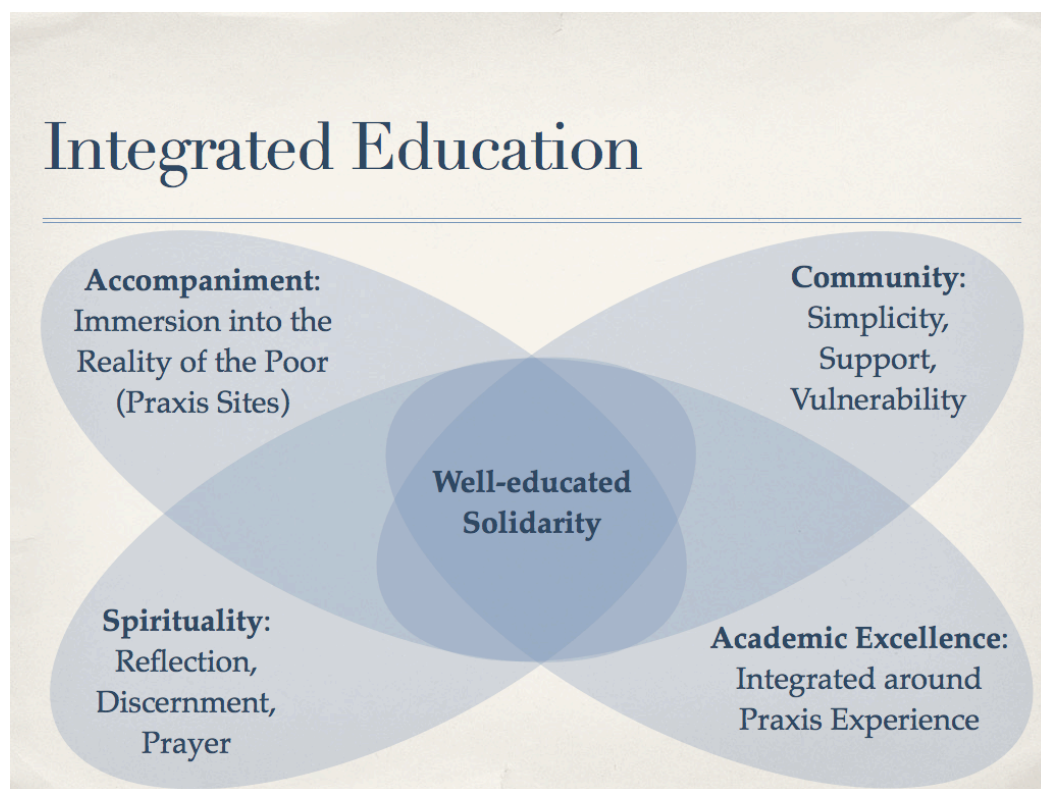 Integrated Education
Accompaniment:
Immersion into the
Reality of the Poor
(Praxis Sites)
Community:
Simplicity,
Support,
Vulnerability
Well-educated
Solidarity
Spirituality:
Reflection,
Discernment,
Prayer
Academic Excellence:
Integrated around
Praxis Experience